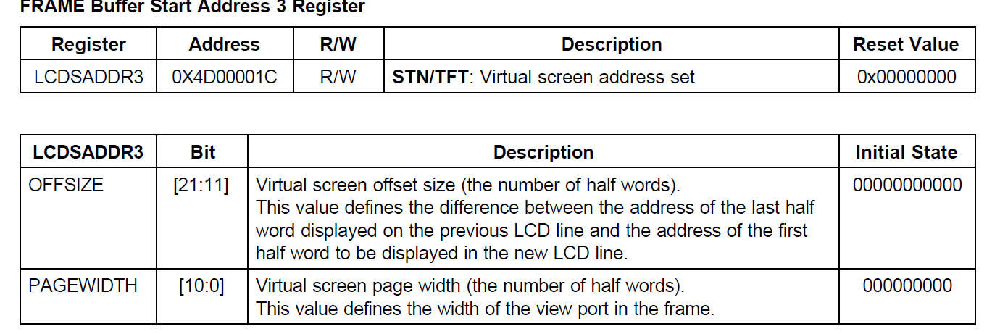 FRAME Buffer Start Address 3 Register
Register Address R/W Description Reset Value
LCDSADDR3 0X4D00001C R/W STN/TFT: Virtual screen address set 0x00000000
LCDSADDR3 Bit Description Initial State
OFFSIZE [21:11] Virtual screen offset size (the number of half words). 00000000000
This value defines the difference between the address of the last half
word displayed on the previous LCD line and the address of the first
half word to be displayed in the new LCD line.
PAGEWIDTH [10:0] Virtual screen page width (the number of half words). 000000000
This value defines the width of the view port in the frame.